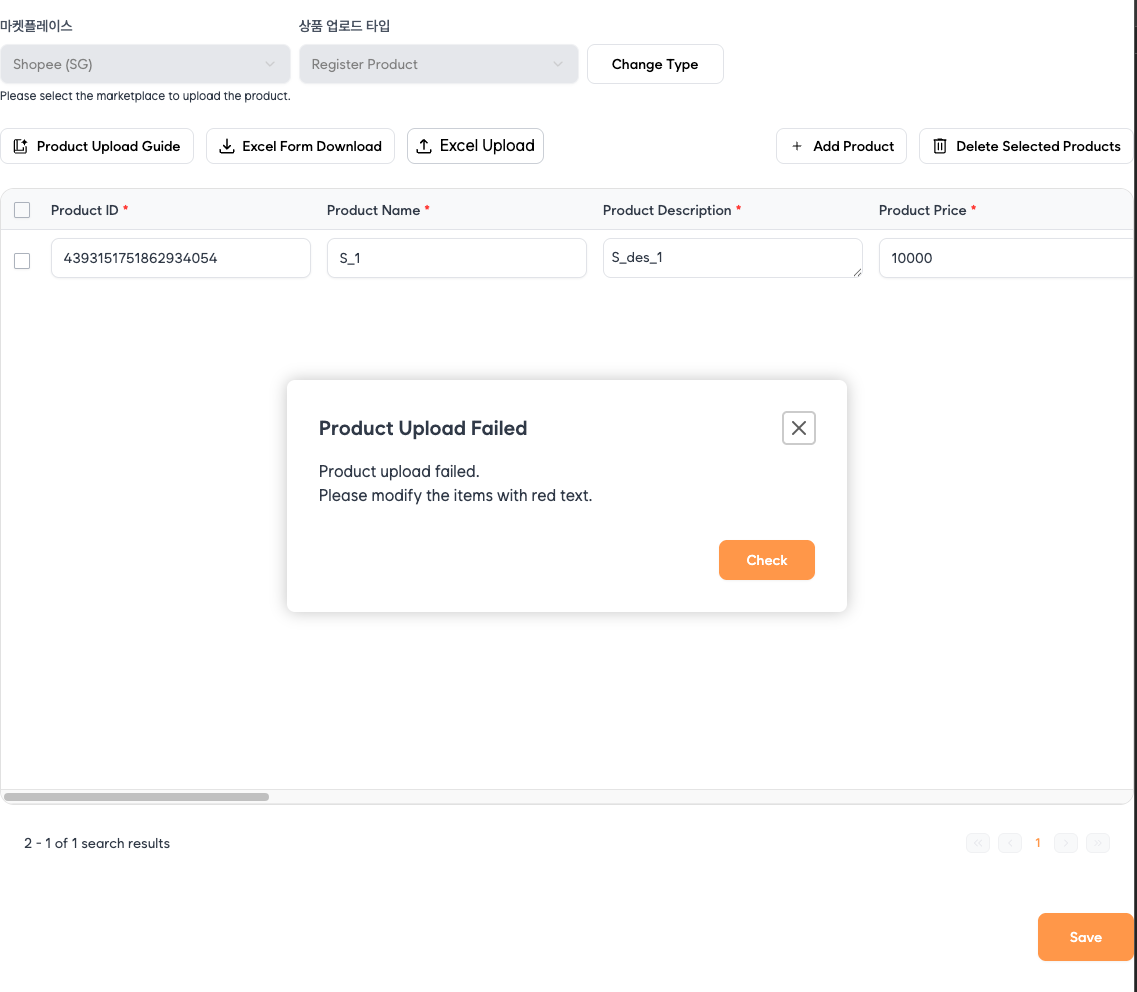 마켓플레이스 상품 업로드 타입
Shopee (SG) Register Product Change Type
Please select the marketplace to upload the product.
Product Upload Guide Excel Form Download Excel Upload + Add Product Delete Selected Products
Product ID * Product Name * Product Description * Product Price *
4393151751862934054 S_1 S_des_1 10000
Product Upload Failed
Product upload failed.
Please modify the items with red text.
Check
2 - 1 of 1 search results « ‹ 1 › »
Save